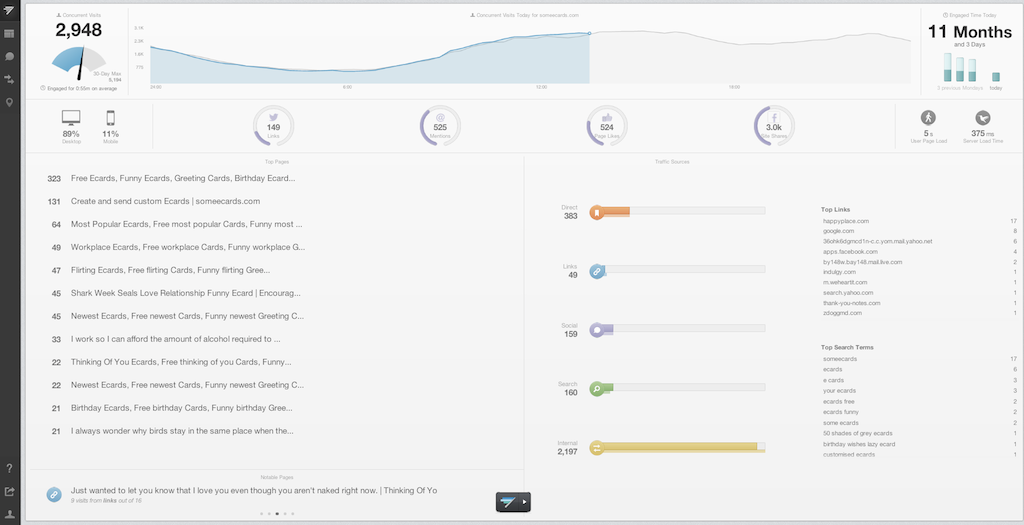 Concurrent Visits
2,948
30-Day Max
5,194
Engaged for 0:55m on average
Concurrent Visits Today for someecards.com
3.1K
2.3K
1.5K
775
24:00
6:00
12:00
18:00
Engaged Time Today
11 Months
and 3 Days
3 previous Mondays
today
89%
Desktop
11%
Mobile
149
Links
525
Mentions
524
Page Likes
3.0k
Site Shares
5 s
User Page Load
375 ms
Server Load Time
Top Pages
323 Free Ecards, Funny Ecards, Greeting Cards, Birthday Ecard...
131 Create and send custom Ecards | someecards.com
64 Most Popular Ecards, Free most popular Cards, Funny most ...
49 Workplace Ecards, Free workplace Cards, Funny workplace G...
47 Flirting Ecards, Free flirting Cards, Funny flirting Gree...
45 Shark Week Seals Love Relationship Funny Ecard | Encourag...
45 Newest Ecards, Free newest Cards, Funny newest Greeting C...
33 I work so I can afford the amount of alcohol required to ...
22 Thinking Of You Ecards, Free thinking of you Cards, Funny...
22 Newest Ecards, Free newest Cards, Funny newest Greeting C...
21 Birthday Ecards, Free birthday Cards, Funny birthday Gree...
21 I always wonder why birds stay in the same place when the...
Notable Pages
Just wanted to let you know that I love you even though you aren't naked right now. | Thinking Of Yo
9 visits from links out of 16
Traffic Sources
Direct
383
Links
49
Social
159
Search
160
Internal
2,197
Top Links
happyplace.com 17
google.com 8
36ohk6dgmcd1n-c.c.yom.mail.yahoo.net 6
apps.facebook.com 4
by148w.bay148.mail.live.com 2
indulgy.com 1
m.weheartit.com 1
search.yahoo.com 1
thank-you-notes.com 1
zdoggmd.com 1
Top Search Terms
someecards 17
ecards 6
e cards 3
your ecards 3
ecards free 2
ecards funny 2
some ecards 2
50 shades of grey ecards 1
birthday wishes lazy ecard 1
customised ecards 1